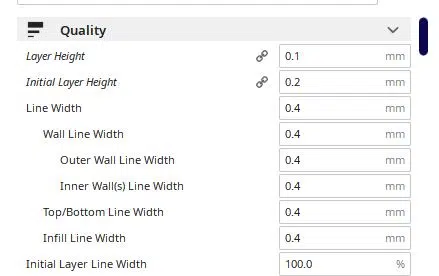 Quality
Layer Height 0.1 mm
Initial Layer Height 0.2 mm
Line Width 0.4 mm
Wall Line Width 0.4 mm
Outer Wall Line Width 0.4 mm
Inner Wall(s) Line Width 0.4 mm
Top/Bottom Line Width 0.4 mm
Infill Line Width 0.4 mm
Initial Layer Line Width 100.0 %